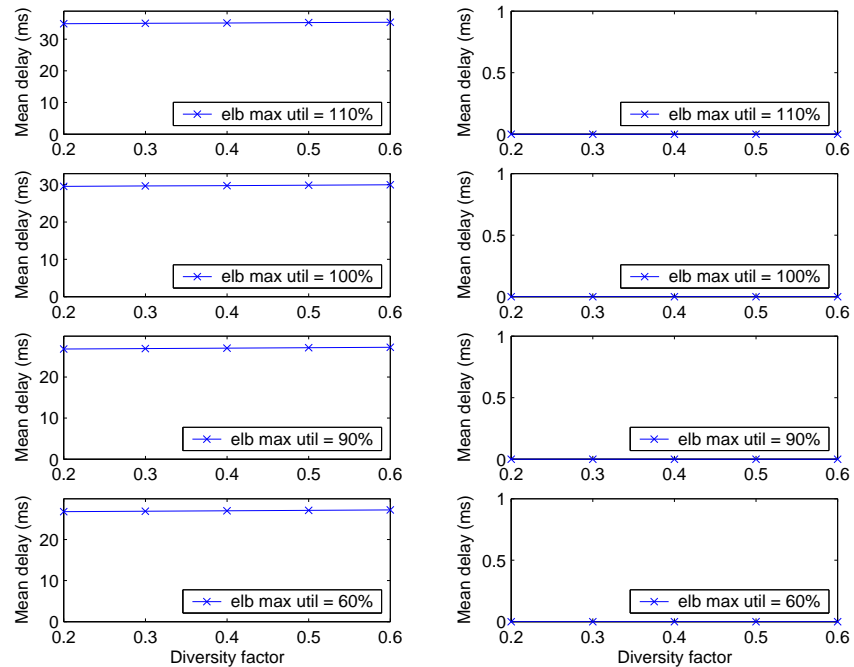 Mean delay (ms)
30
20
10
0
0.2 0.3 0.4 0.5 0.6
elb max util = 110%
Mean delay (ms)
1
0.5
0
0.2 0.3 0.4 0.5 0.6
elb max util = 110%
Mean delay (ms)
30
20
10
0
0.2 0.3 0.4 0.5 0.6
elb max util = 100%
Mean delay (ms)
1
0.5
0
0.2 0.3 0.4 0.5 0.6
elb max util = 100%
Mean delay (ms)
20
10
0
0.2 0.3 0.4 0.5 0.6
elb max util = 90%
Mean delay (ms)
1
0.5
0
0.2 0.3 0.4 0.5 0.6
elb max util = 90%
Mean delay (ms)
20
10
0
0.2 0.3 0.4 0.5 0.6
elb max util = 60%
Diversity factor
Mean delay (ms)
1
0.5
0
0.2 0.3 0.4 0.5 0.6
elb max util = 60%
Diversity factor